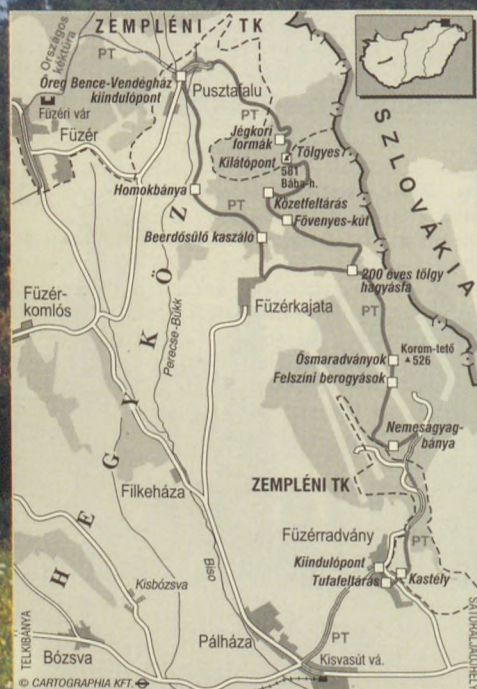 ZEMPLÉNI TK
Országos
kéktúra
PT
Öreg Bence-Vendégház
kiindulópont
Pusztafalu
Füzéri vár
Füzér
PT
Jégkori
formák
Tölgyes
Kilátópont
581
Bába-h.
SZLOVÁKIA
Homokbánya
Kőzetfeltárás
PT
Fövenyes-kút
Beerdősülő kaszáló
200 éves tölgy
hagyásfa
Füzér-
komlós
Füzérkajata
PT
Perecse-Bükk
HEGYKÖZ
Ősmaradványok
Korom-tető
526
Felszíni berogyások
Nemesagyag-
bánya
Filkeháza
ZEMPLÉNI TK
Füzérradvány
PT
Kiindulópont
Tufafeltárás
Kastély
Kisbózsva
Bisó
TELKIBÁNYA
Bózsva
Pálháza
PT
Kisvasút vá.
SÁTORALJAÚJHELY
© CARTOGRAPHIA KFT.